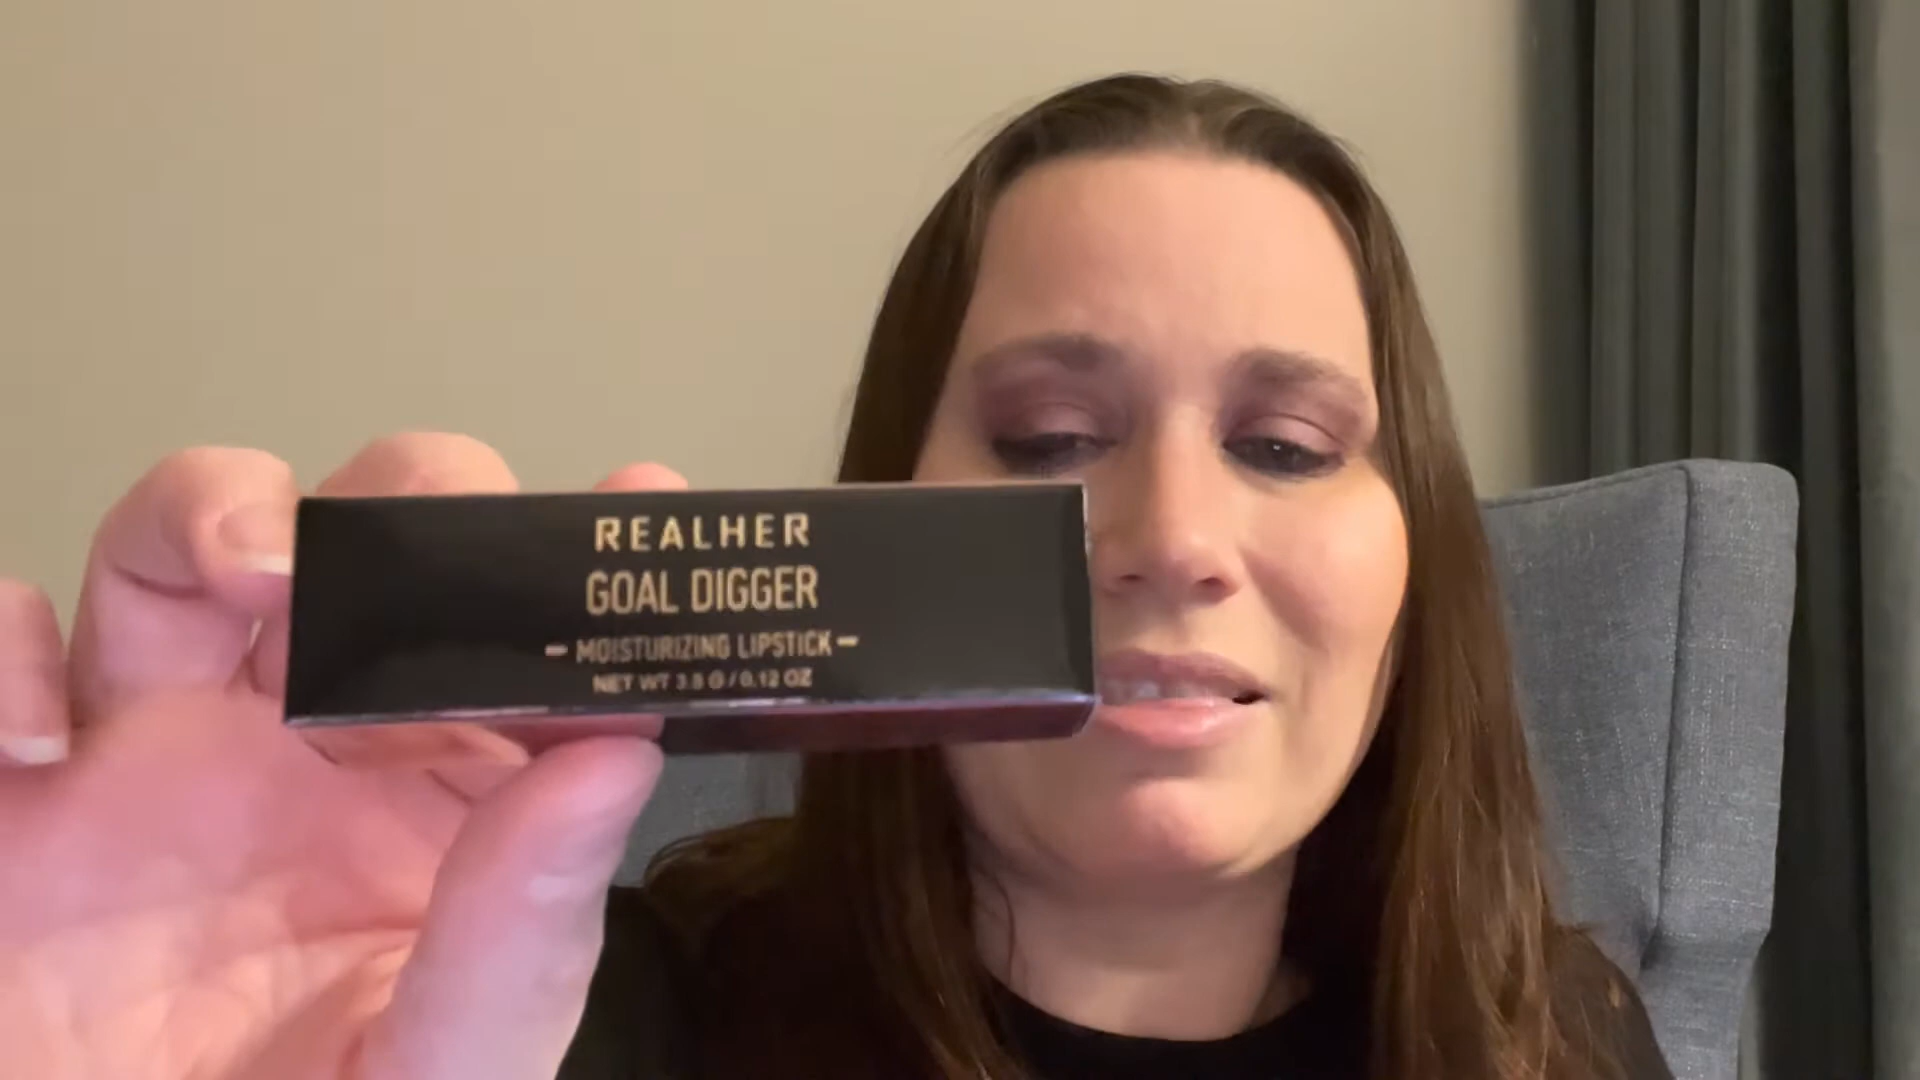 REALHER
GOAL DIGGER
MOISTURIZING LIPSTICK
NET WT 3.5 G / 0.12 OZ